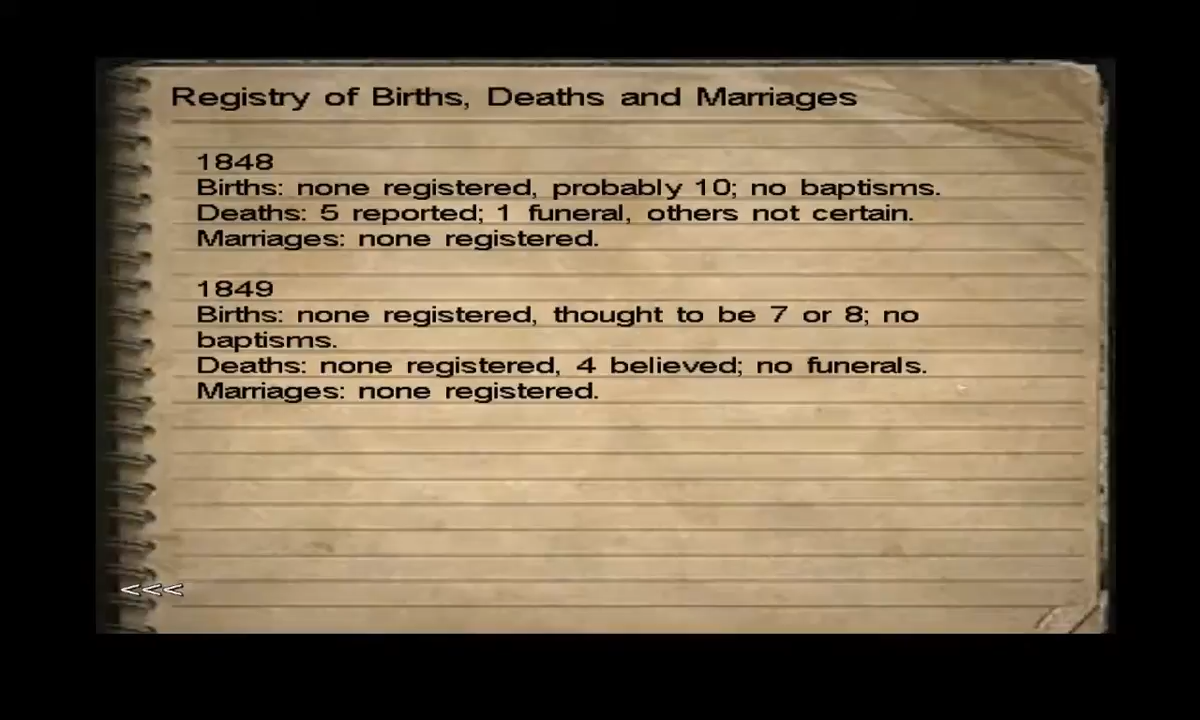 Registry of Births, Deaths and Marriages
1848
Births: none registered, probably 10; no baptisms.
Deaths: 5 reported; 1 funeral, others not certain.
Marriages: none registered.
1849
Births: none registered, thought to be 7 or 8; no
baptisms.
Deaths: none registered, 4 believed; no funerals.
Marriages: none registered.
<<<